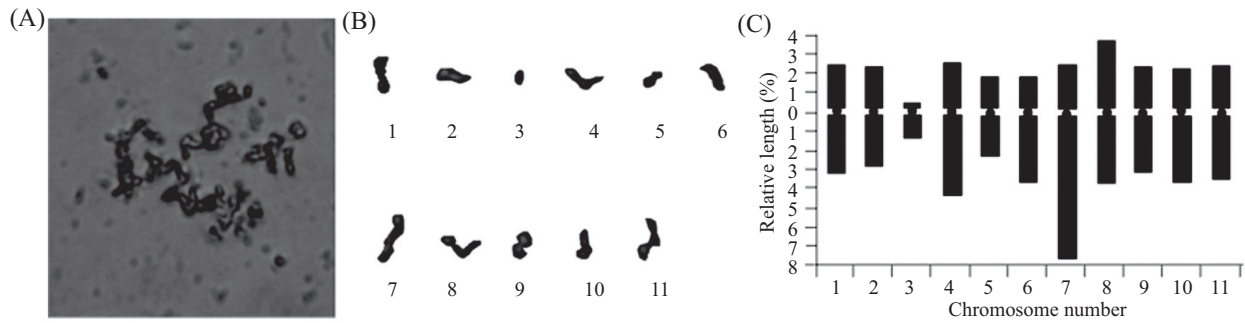 (A)
(B)
1 2 3 4 5 6
7 8 9 10 11
(C)
Relative length (%)
4
3
2
1
0
1
2
3
4
5
6
7
8
1 2 3 4 5 6 7 8 9 10 11
Chromosome number